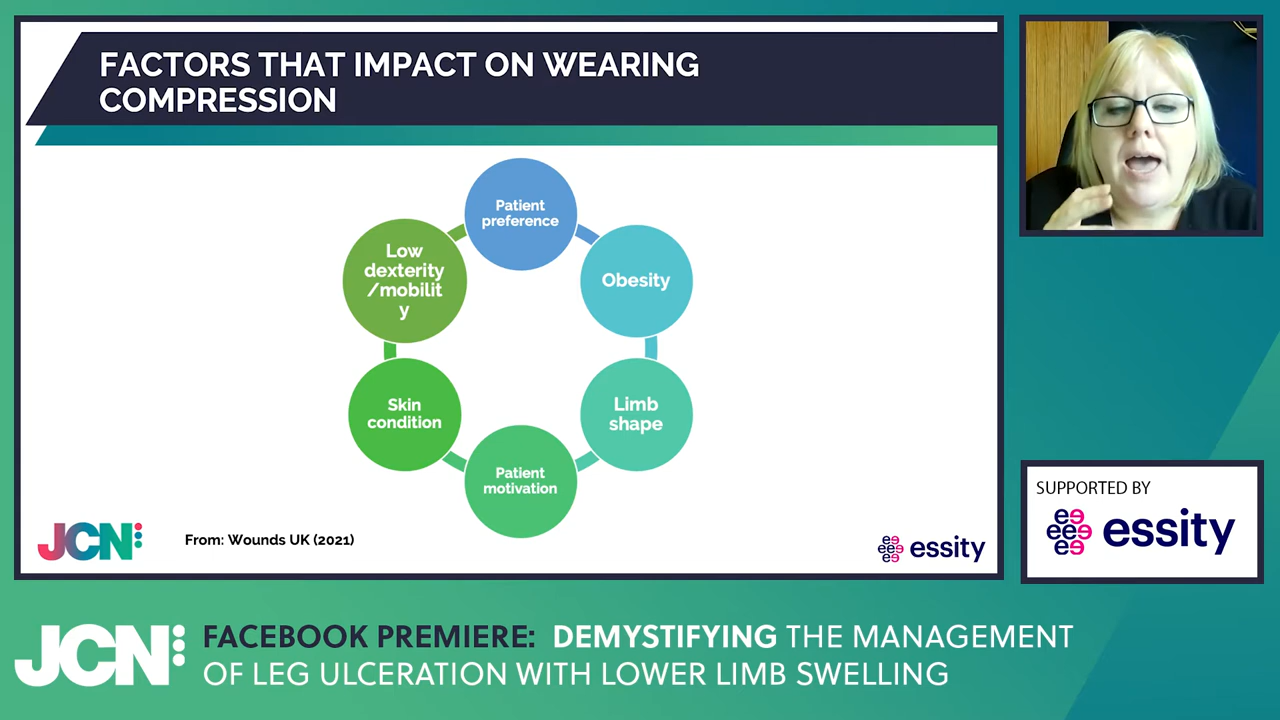 FACTORS THAT IMPACT ON WEARING
COMPRESSION
Patient
preference
Obesity
Limb
shape
Patient
motivation
Skin
condition
Low
dexterity
/mobilit
y
JCN
From: Wounds UK (2021)
essity
SUPPORTED BY
essity
JCN
FACEBOOK PREMIERE: DEMYSTIFYING THE MANAGEMENT
OF LEG ULCERATION WITH LOWER LIMB SWELLING